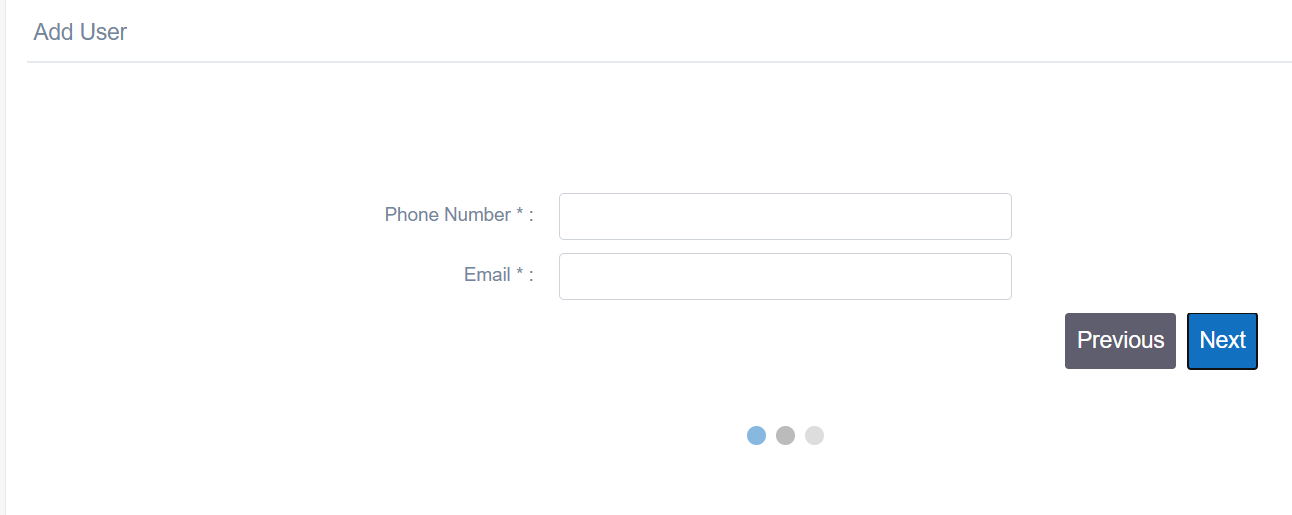 Add User
Phone Number * :
Email * :
Previous Next